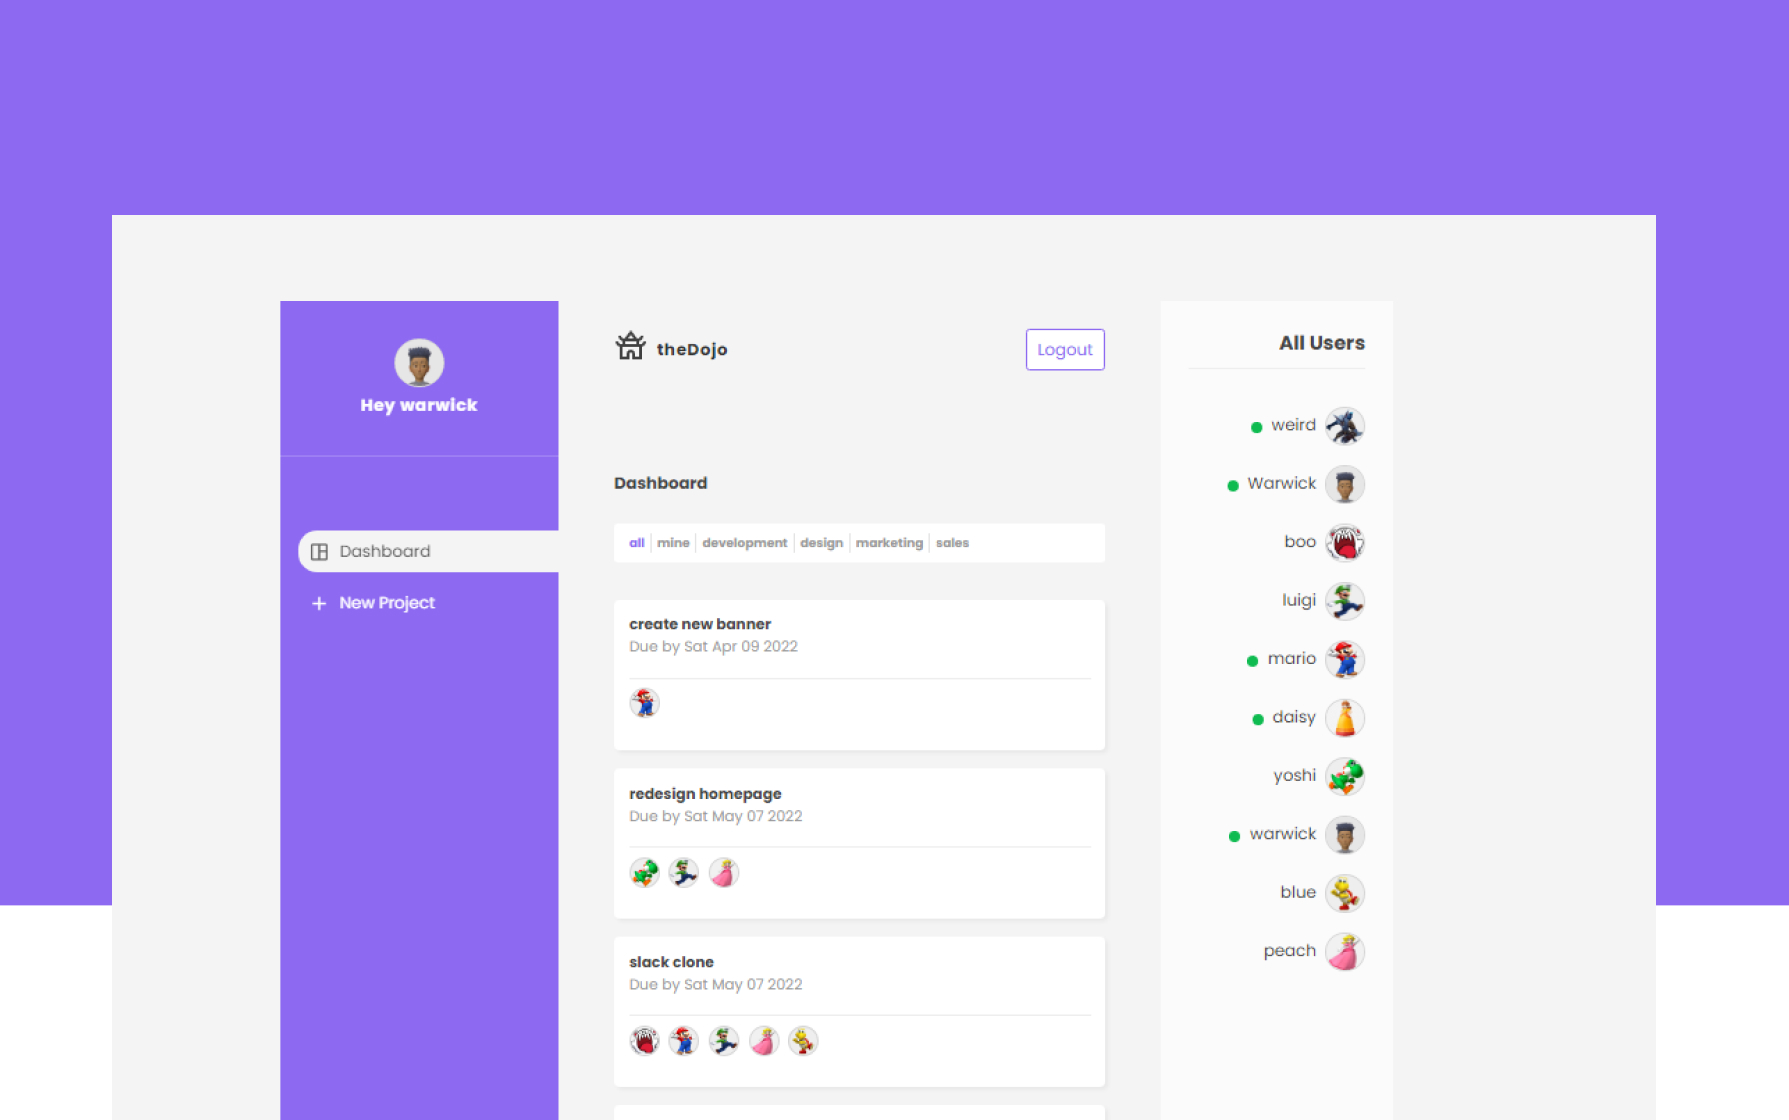 Hey warwick
Dashboard
New Project
theDojo
Logout
Dashboard
all mine development design marketing sales
create new banner
Due by Sat Apr 09 2022
redesign homepage
Due by Sat May 07 2022
slack clone
Due by Sat May 07 2022
All Users
weird
Warwick
boo
luigi
mario
daisy
yoshi
warwick
blue
peach